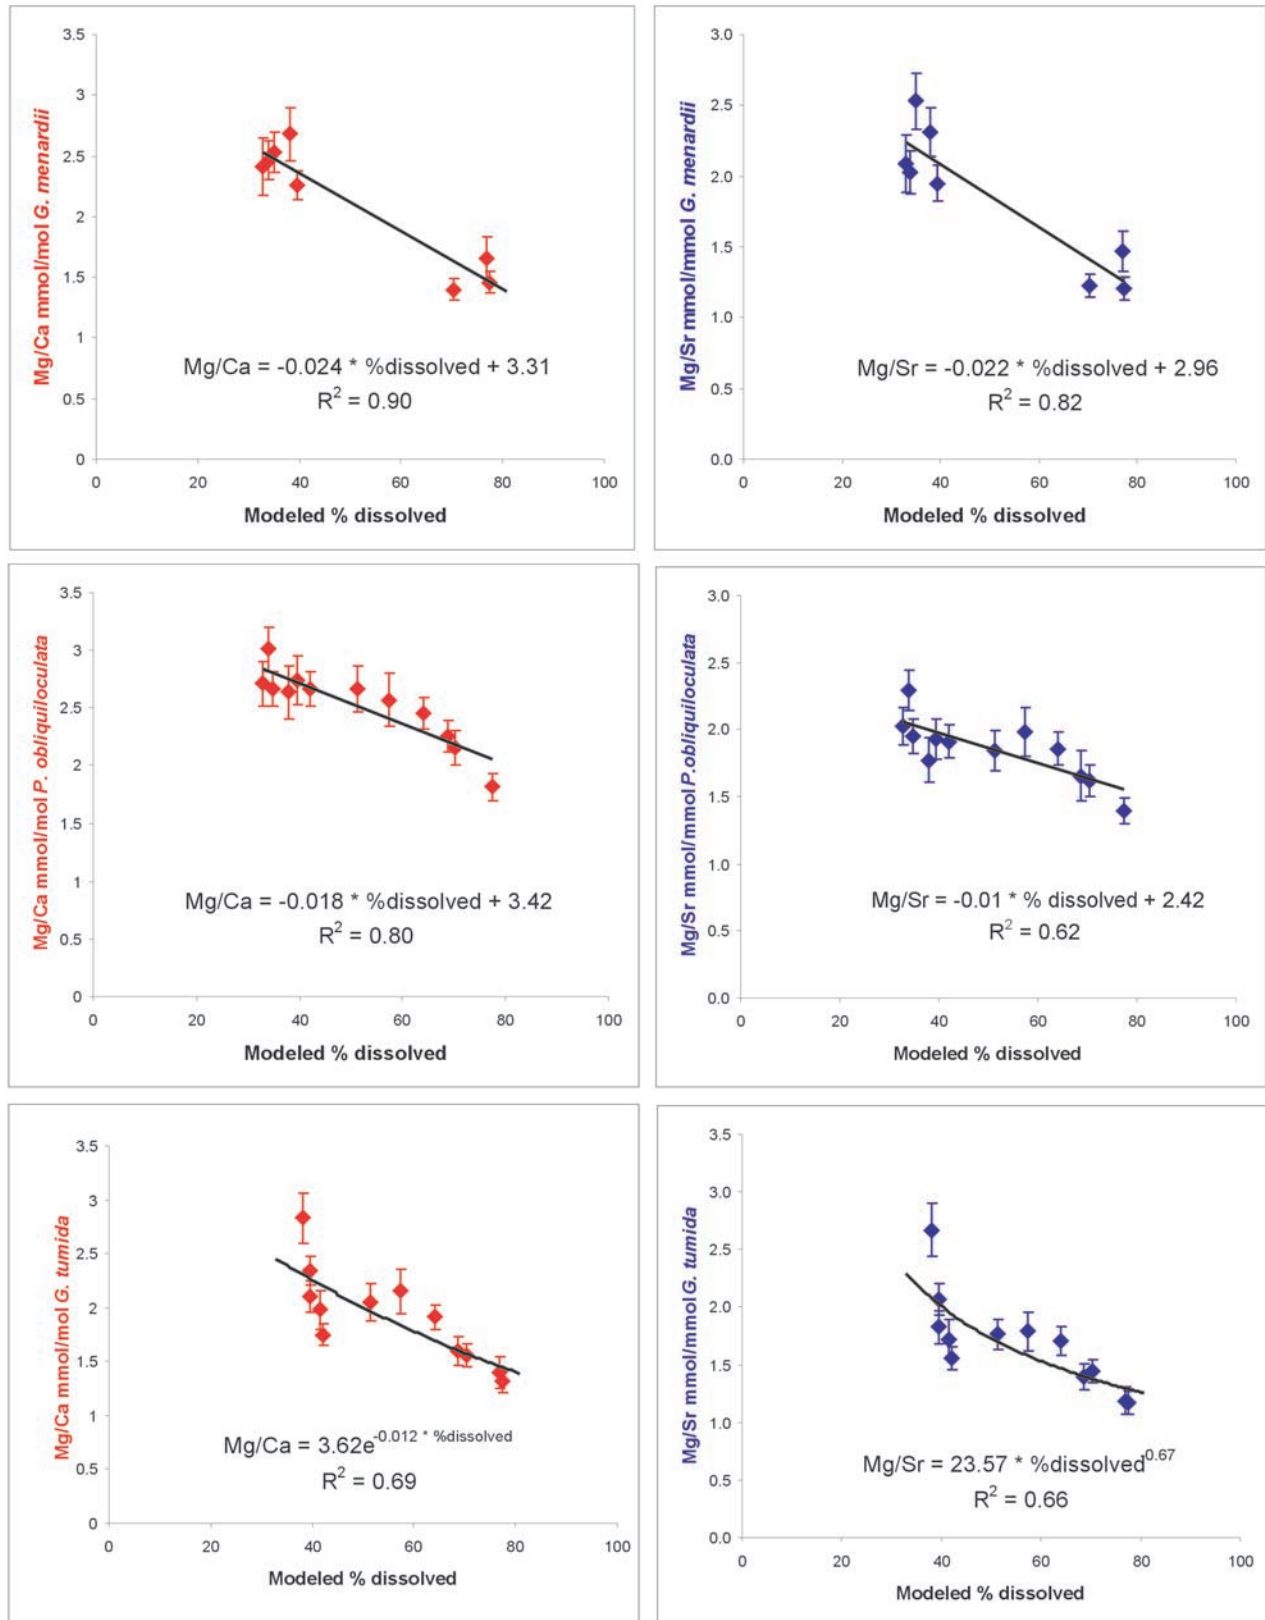 3.5
3
2.5
2
1.5
1
0.5
0
Mg/Ca mmol/mol G. menardii
Mg/Ca = -0.024 * %dissolved + 3.31
R² = 0.90
0 20 40 60 80 100
Modeled % dissolved
3.0
2.5
2.0
1.5
1.0
0.5
0.0
Mg/Sr mmol/mmol G. menardii
Mg/Sr = -0.022 * %dissolved + 2.96
R² = 0.82
0 20 40 60 80 100
Modeled % dissolved
3.5
3
2.5
2
1.5
1
0.5
0
Mg/Ca mmol/mol P. obliquiloculata
Mg/Ca = -0.018 * %dissolved + 3.42
R² = 0.80
0 20 40 60 80 100
Modeled % dissolved
3.0
2.5
2.0
1.5
1.0
0.5
0.0
Mg/Sr mmol/mmol P.obliquiloculata
Mg/Sr = -0.01 * % dissolved + 2.42
R² = 0.62
0 20 40 60 80 100
Modeled % dissolved
3.5
3
2.5
2
1.5
1
0.5
0
Mg/Ca mmol/mol G. tumida
Mg/Ca = 3.62e^-0.012 * %dissolved
R² = 0.69
0 20 40 60 80 100
Modeled % dissolved
3.5
3.0
2.5
2.0
1.5
1.0
0.5
0.0
Mg/Sr mmol/mmol G. tumida
Mg/Sr = 23.57 * %dissolved^-0.67
R² = 0.66
0 20 40 60 80 100
Modeled % dissolved